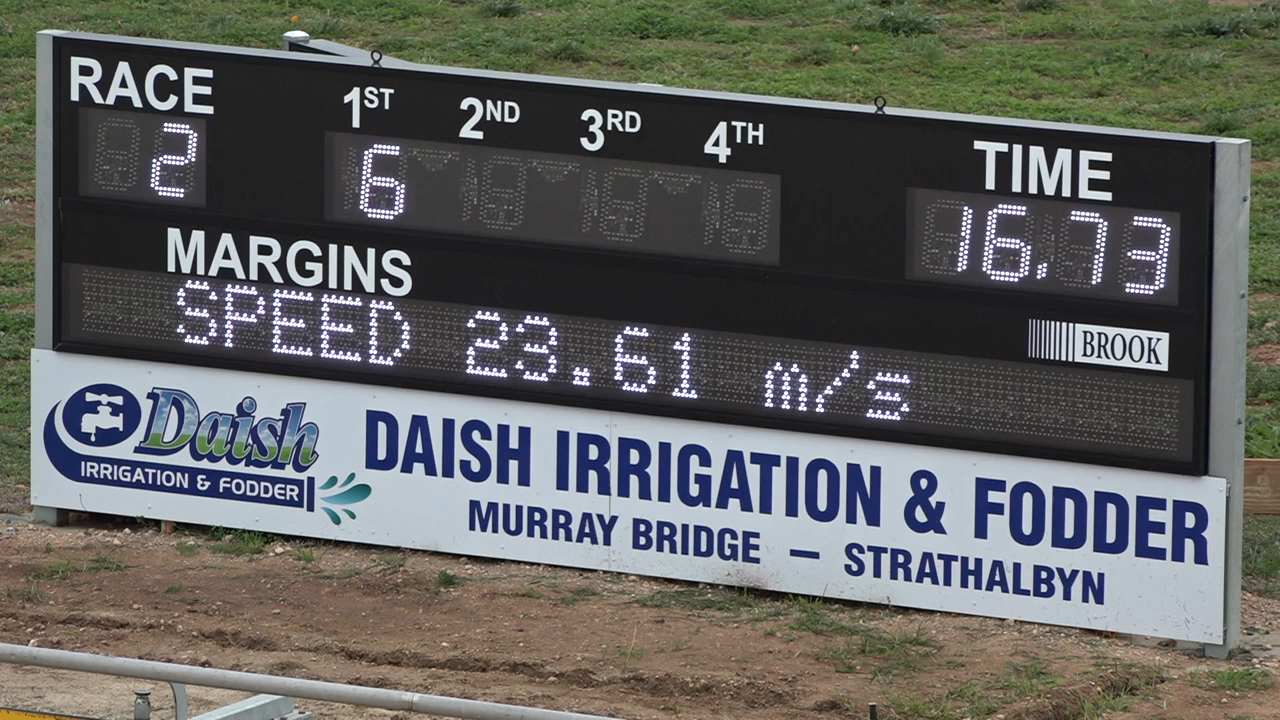 RACE 1ST 2ND 3RD 4TH TIME
2 6 16.73
MARGINS
SPEED 23.61 m/s
BROOK
Daish
IRRIGATION & FODDER
DAISH IRRIGATION & FODDER
MURRAY BRIDGE – STRATHALBYN